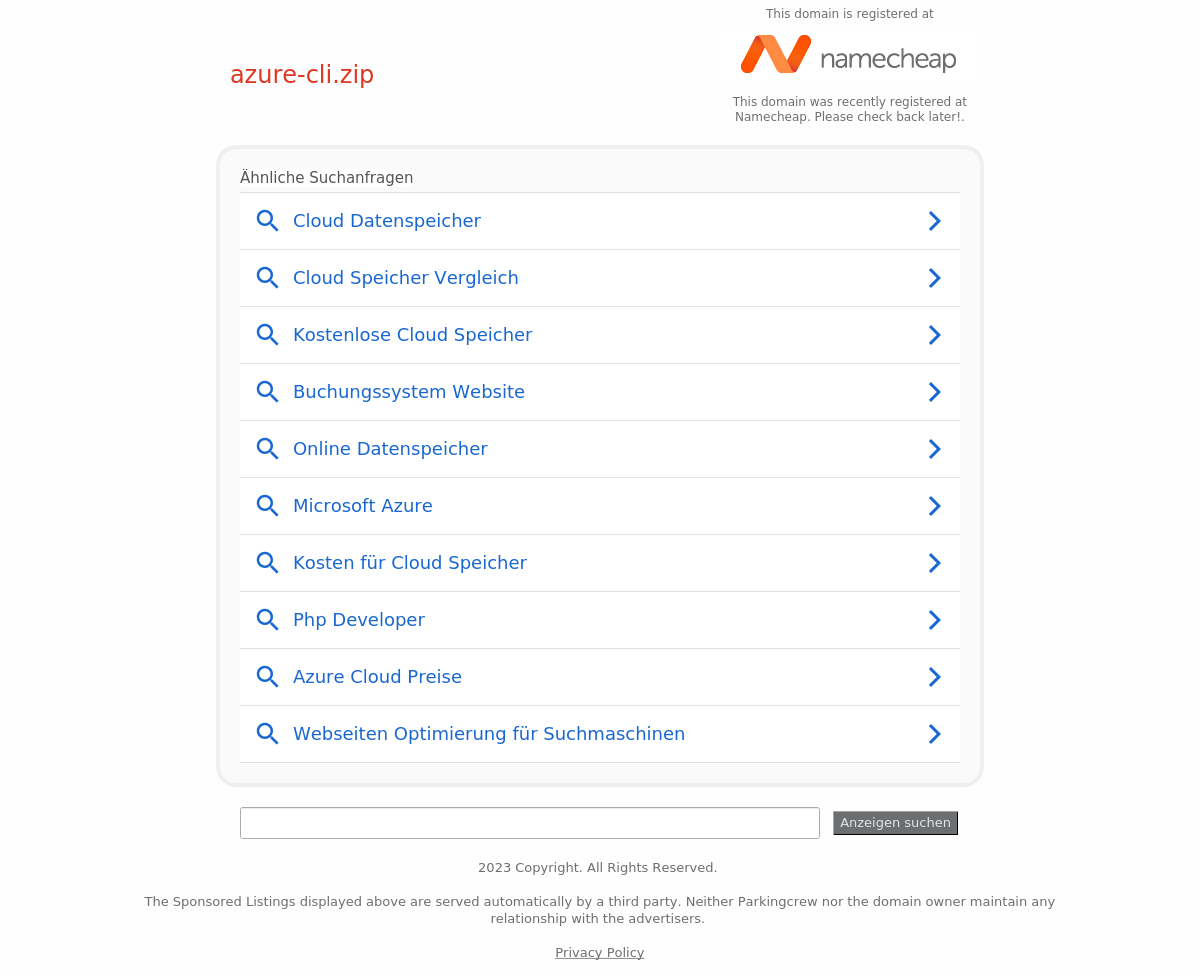 This domain is registered at
namecheap
azure-cli.zip
This domain was recently registered at
Namecheap. Please check back later!.
Ähnliche Suchanfragen
Cloud Datenspeicher
Cloud Speicher Vergleich
Kostenlose Cloud Speicher
Buchungssystem Website
Online Datenspeicher
Microsoft Azure
Kosten für Cloud Speicher
Php Developer
Azure Cloud Preise
Webseiten Optimierung für Suchmaschinen
Anzeigen suchen
2023 Copyright. All Rights Reserved.
The Sponsored Listings displayed above are served automatically by a third party. Neither Parkingcrew nor the domain owner maintain any
relationship with the advertisers.
Privacy Policy